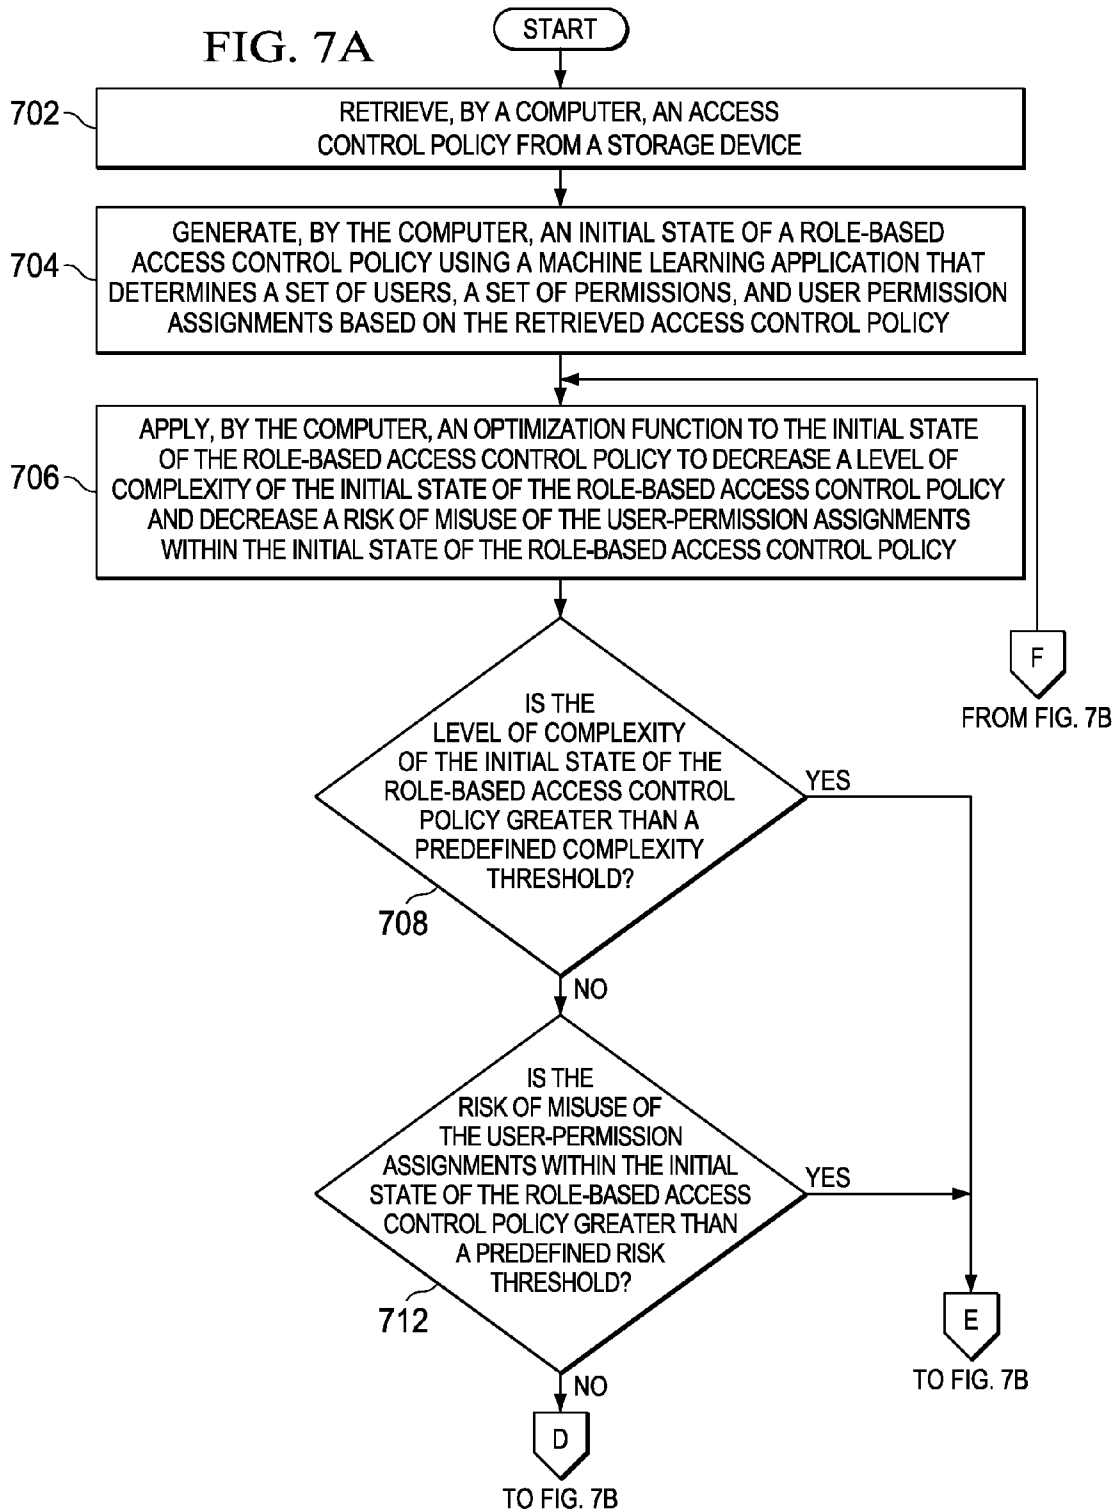 FIG. 7A
START
702
RETRIEVE, BY A COMPUTER, AN ACCESS
CONTROL POLICY FROM A STORAGE DEVICE
704
GENERATE, BY THE COMPUTER, AN INITIAL STATE OF A ROLE-BASED
ACCESS CONTROL POLICY USING A MACHINE LEARNING APPLICATION THAT
DETERMINES A SET OF USERS, A SET OF PERMISSIONS, AND USER PERMISSION
ASSIGNMENTS BASED ON THE RETRIEVED ACCESS CONTROL POLICY
706
APPLY, BY THE COMPUTER, AN OPTIMIZATION FUNCTION TO THE INITIAL STATE
OF THE ROLE-BASED ACCESS CONTROL POLICY TO DECREASE A LEVEL OF
COMPLEXITY OF THE INITIAL STATE OF THE ROLE-BASED ACCESS CONTROL POLICY
AND DECREASE A RISK OF MISUSE OF THE USER-PERMISSION ASSIGNMENTS
WITHIN THE INITIAL STATE OF THE ROLE-BASED ACCESS CONTROL POLICY
F
FROM FIG. 7B
IS THE
LEVEL OF COMPLEXITY
OF THE INITIAL STATE OF THE
ROLE-BASED ACCESS CONTROL
POLICY GREATER THAN A
PREDEFINED COMPLEXITY
THRESHOLD?
YES
708
NO
IS THE
RISK OF MISUSE OF
THE USER-PERMISSION
ASSIGNMENTS WITHIN THE INITIAL
STATE OF THE ROLE-BASED ACCESS
CONTROL POLICY GREATER THAN
A PREDEFINED RISK
THRESHOLD?
YES
712
E
TO FIG. 7B
NO
D
TO FIG. 7B